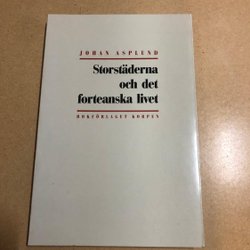 JOHAN ASPLUND
Storstäderna
och det
forteanska livet
BOKFÖRLAGET KORPEN